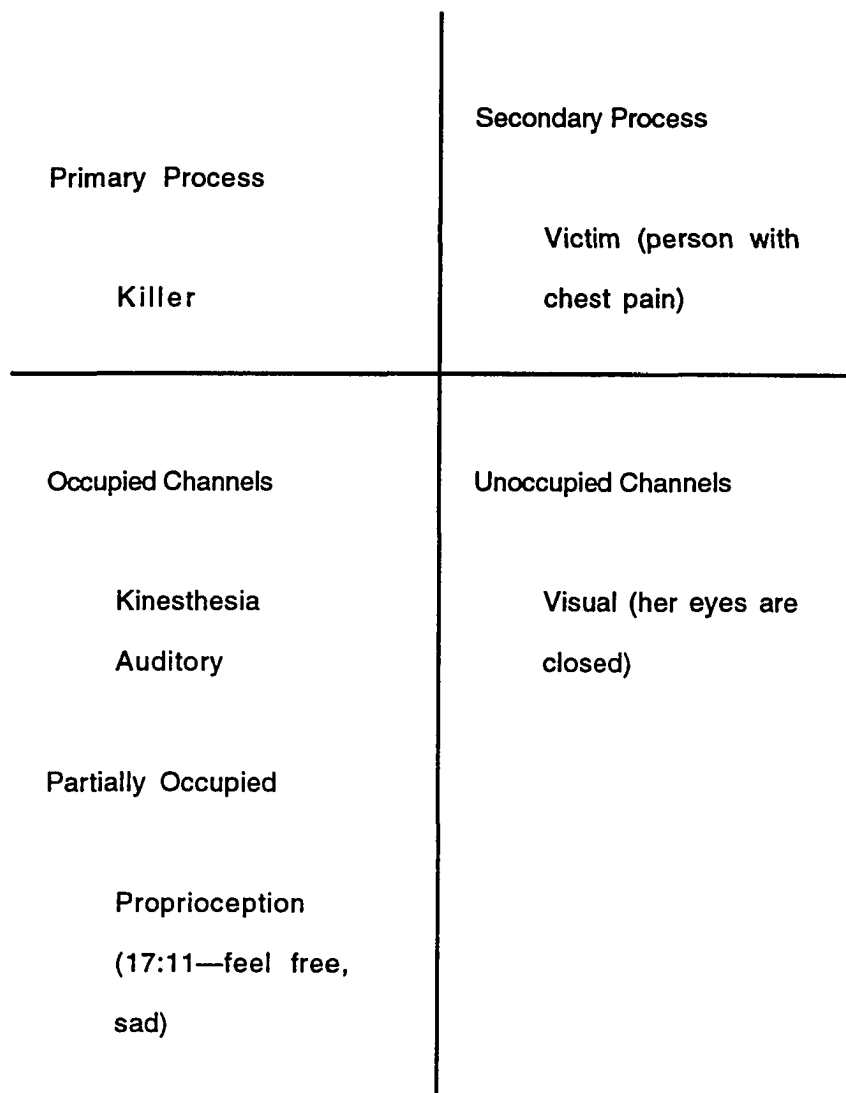 Primary Process
Killer
Secondary Process
Victim (person with
chest pain)
Occupied Channels
Kinesthesia
Auditory
Partially Occupied
Proprioception
(17:11—feel free,
sad)
Unoccupied Channels
Visual (her eyes are
closed)